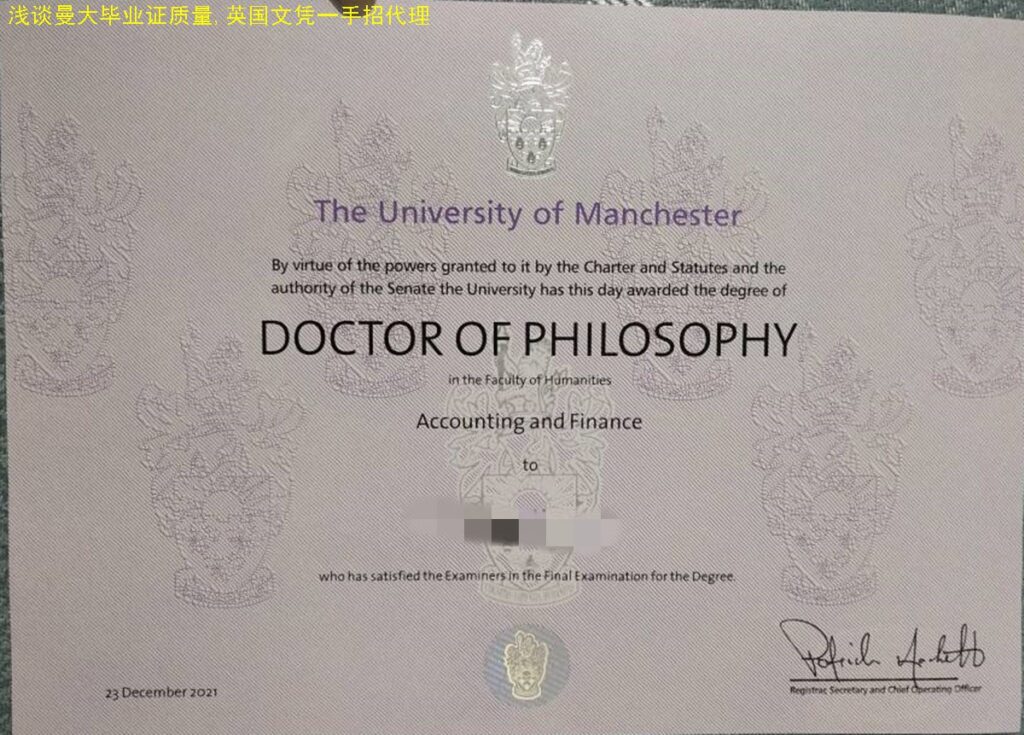 浅谈曼大毕业证质量, 英国文凭一手招代理
The University of Manchester
By virtue of the powers granted to it by the Charter and Statutes and the
authority of the Senate the University has this day awarded the degree of
DOCTOR OF PHILOSOPHY
in the Faculty of Humanities
Accounting and Finance
to
who has satisfied the Examiners in the Final Examination for the Degree.
23 December 2021
Registrar, Secretary and Chief Operating Officer